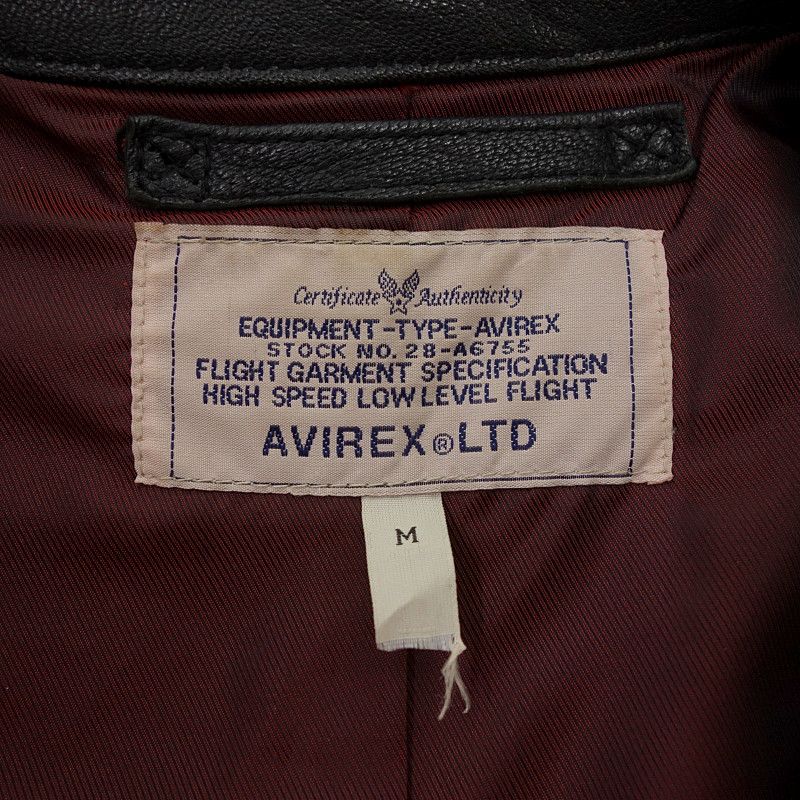 Certificate Authenticity
EQUIPMENT-TYPE-AVIREX
STOCK NO. 28-A6755
FLIGHT GARMENT SPECIFICATION
HIGH SPEED LOW LEVEL FLIGHT
AVIREX®LTD
M